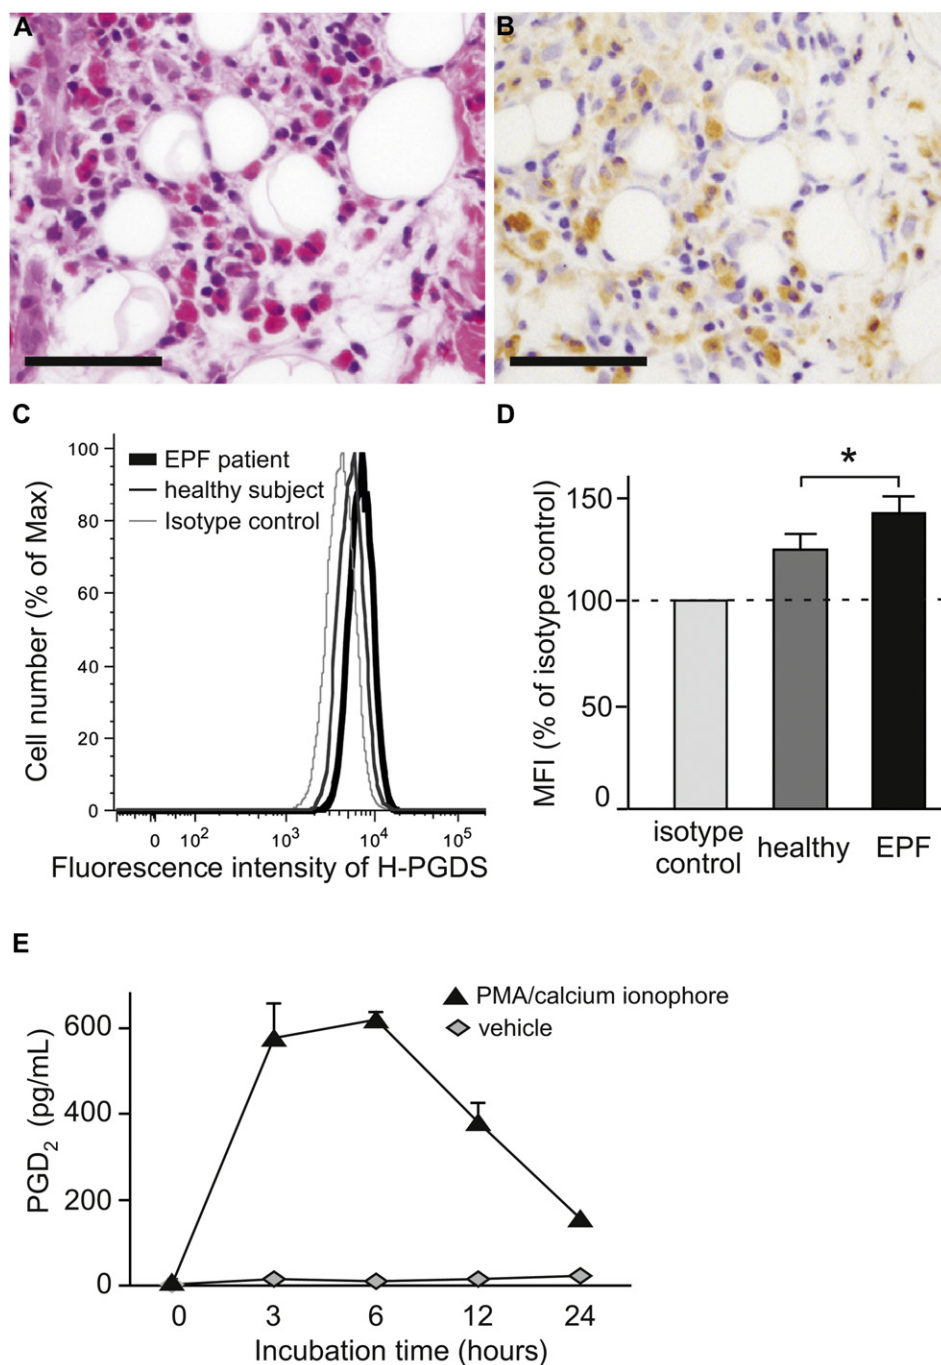 A
B
C
EPF patient
healthy subject
Isotype control
Cell number (% of Max)
100
80
60
40
20
0
0 10² 10³ 10⁴ 10⁵
Fluorescence intensity of H-PGDS
D
*
MFI (% of isotype control)
150
100
50
0
isotype control
healthy
EPF
E
PMA/calcium ionophore
vehicle
PGD₂ (pg/mL)
600
400
200
0
0 3 6 12 24
Incubation time (hours)